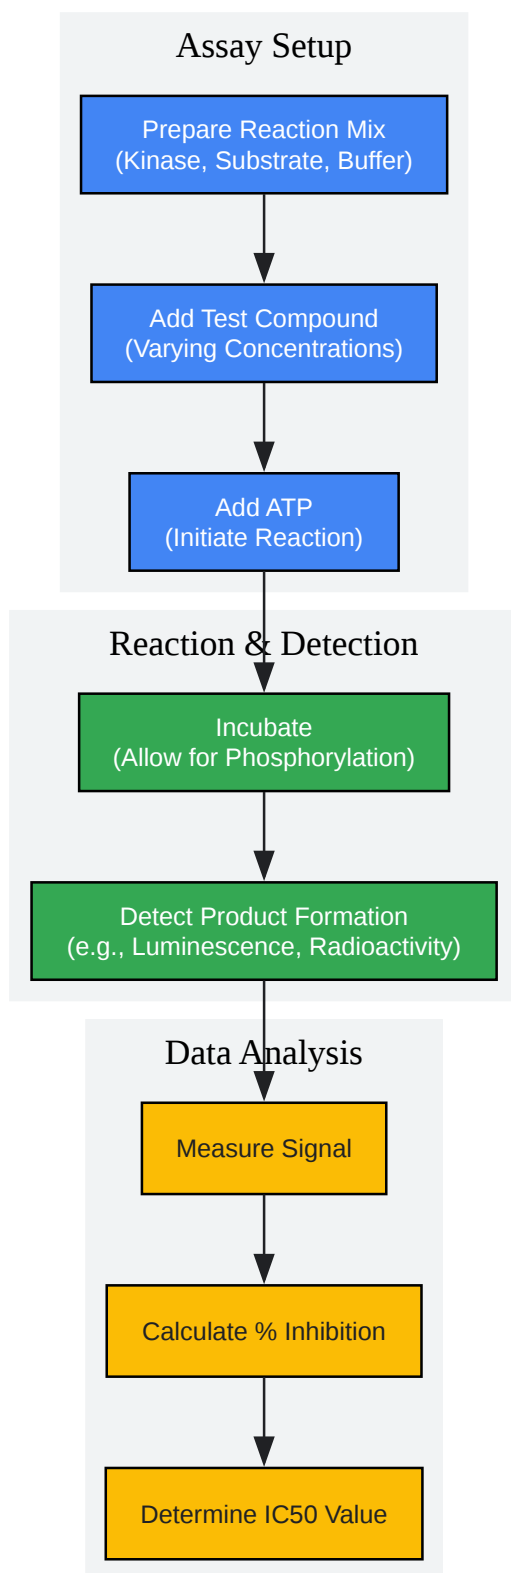 Assay Setup
Prepare Reaction Mix
(Kinase, Substrate, Buffer)
Add Test Compound
(Varying Concentrations)
Add ATP
(Initiate Reaction)
Reaction & Detection
Incubate
(Allow for Phosphorylation)
Detect Product Formation
(e.g., Luminescence, Radioactivity)
Data Analysis
Measure Signal
Calculate % Inhibition
Determine IC50 Value